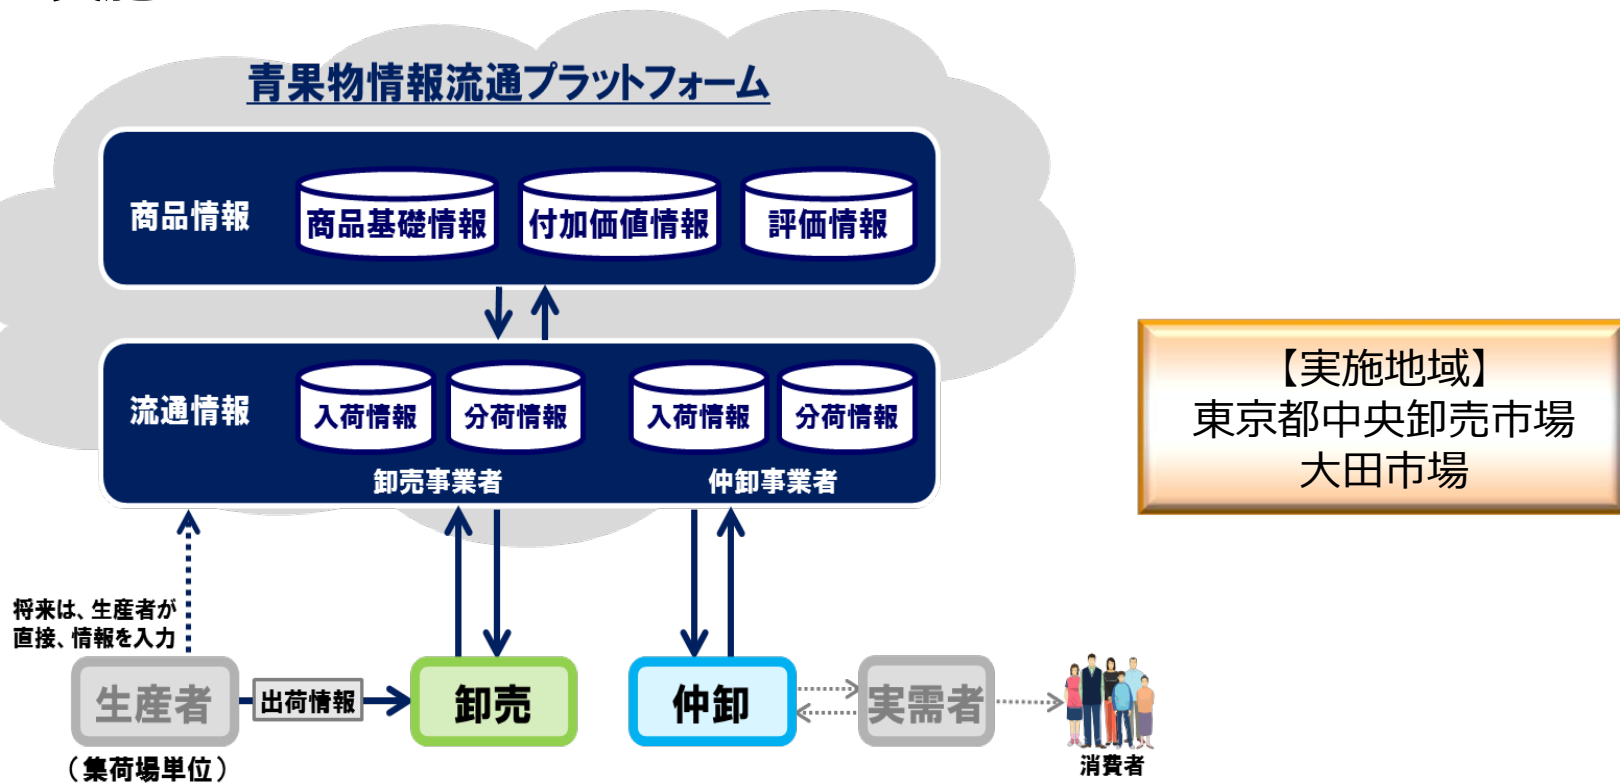 青果物情報流通プラットフォーム
商品情報
商品基礎情報
付加価値情報
評価情報
流通情報
入荷情報
分荷情報
入荷情報
分荷情報
卸売事業者
仲卸事業者
【実施地域】
東京都中央卸売市場
大田市場
将来は、生産者が
直接、情報を入力
生産者
出荷情報
卸売
仲卸
実需者
(集荷場単位)
消費者